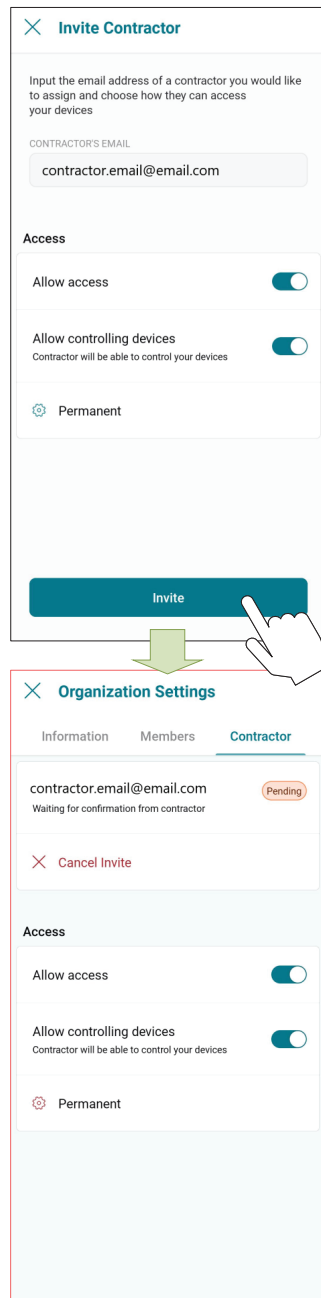 Invite Contractor
Input the email address of a contractor you would like
to assign and choose how they can access
your devices
CONTRACTOR'S EMAIL
contractor.email@email.com
Access
Allow access
Allow controlling devices
Contractor will be able to control your devices
Permanent
Invite
Organization Settings
Information Members Contractor
contractor.email@email.com Pending
Waiting for confirmation from contractor
Cancel Invite
Access
Allow access
Allow controlling devices
Contractor will be able to control your devices
Permanent